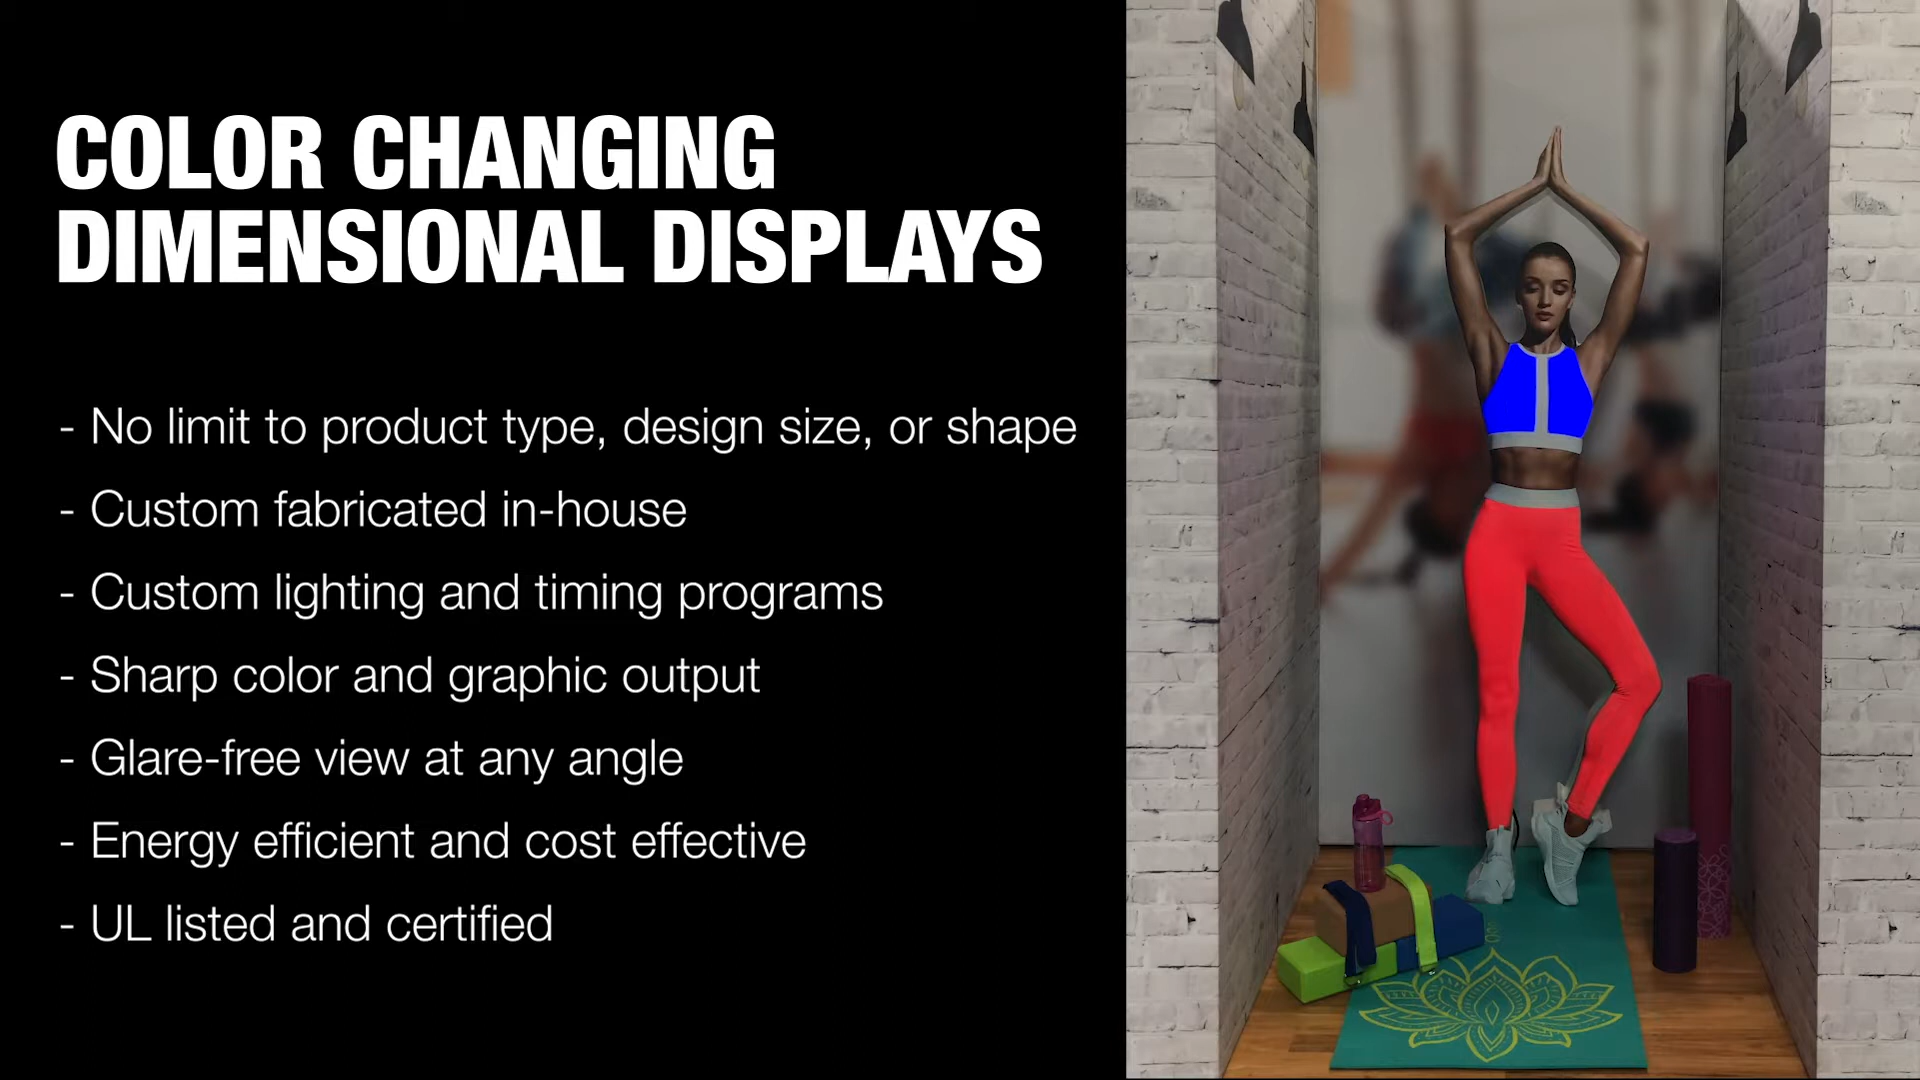 COLOR CHANGING
DIMENSIONAL DISPLAYS
- No limit to product type, design size, or shape
- Custom fabricated in-house
- Custom lighting and timing programs
- Sharp color and graphic output
- Glare-free view at any angle
- Energy efficient and cost effective
- UL listed and certified